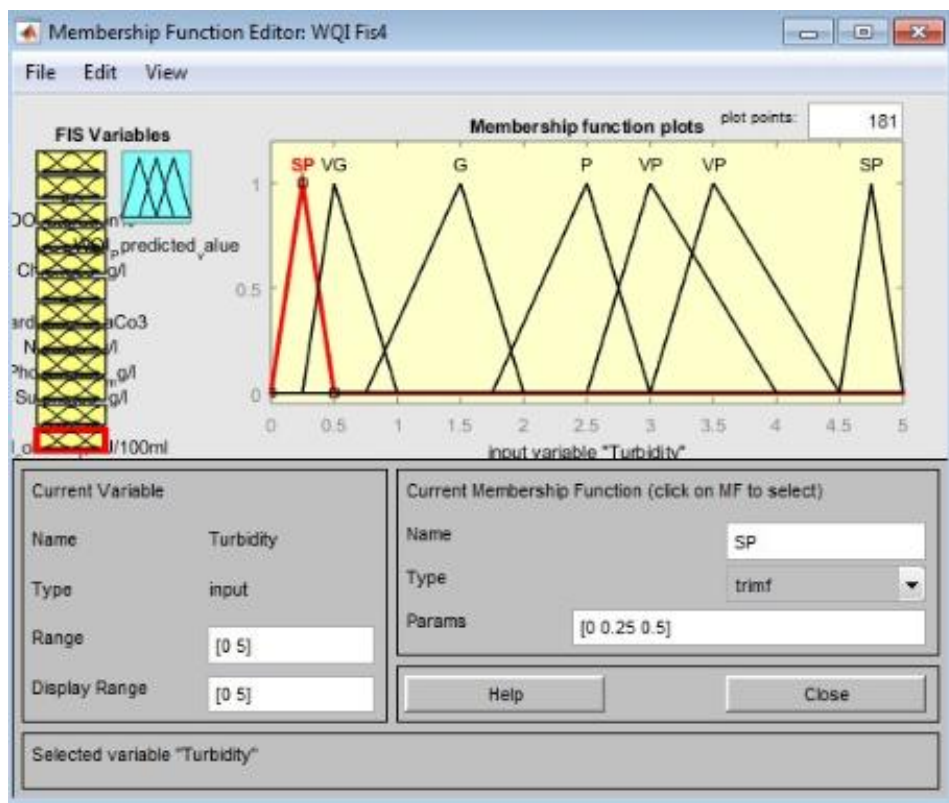 Membership Function Editor: WQI Fis4
File Edit View
FIS Variables
Membership function plots
plot points: 181
SP VG G P VP VP SP
1
0.5
0
0 0.5 1 1.5 2 2.5 3 3.5 4 4.5 5
input variable "Turbidity"
predicted_value
g/l
aCo3
/l
g/l
g/l
l/100ml
Current Variable
Name Turbidity
Type input
Range [0 5]
Display Range [0 5]
Current Membership Function (click on MF to select)
Name SP
Type trimf
Params [0 0.25 0.5]
Help Close
Selected variable "Turbidity"